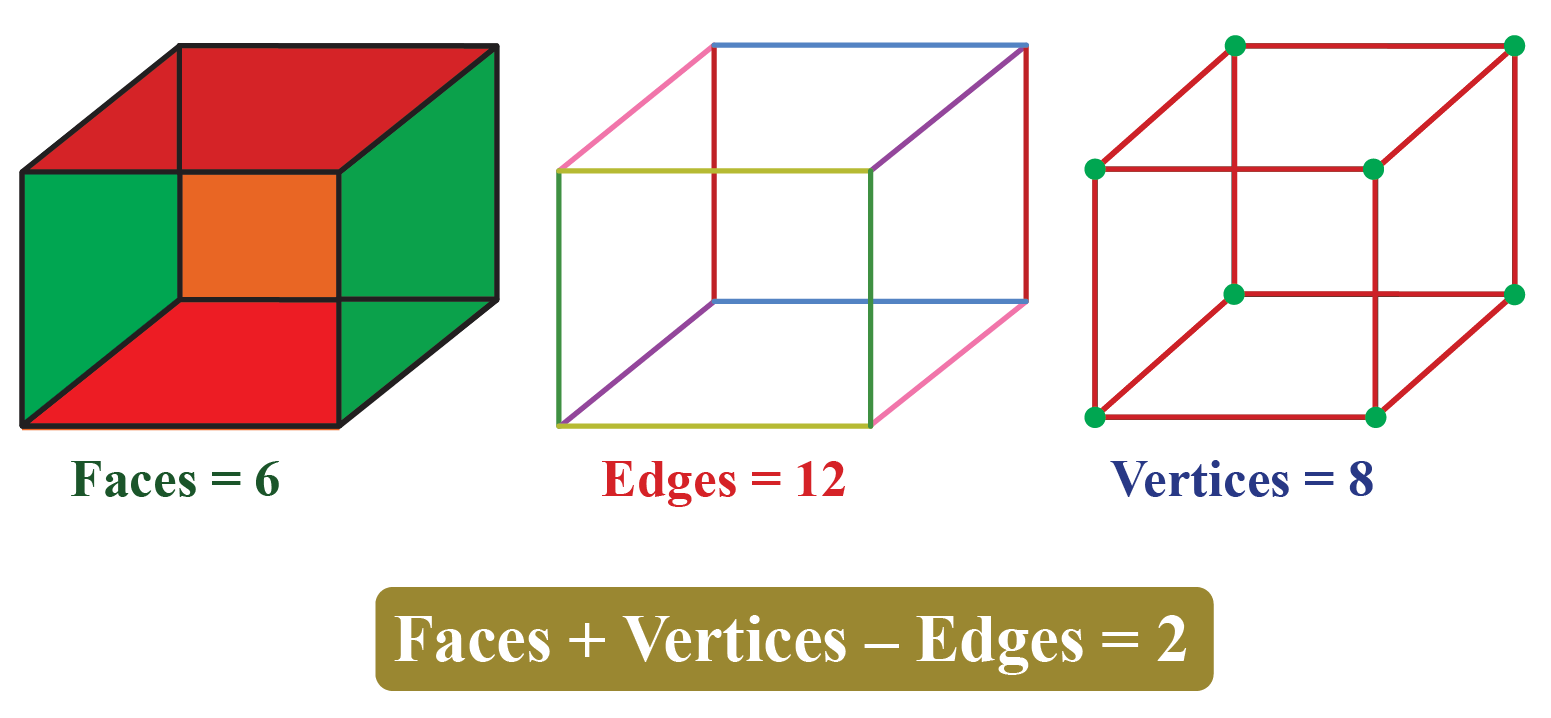 Faces = 6
Edges = 12
Vertices = 8
Faces + Vertices – Edges = 2